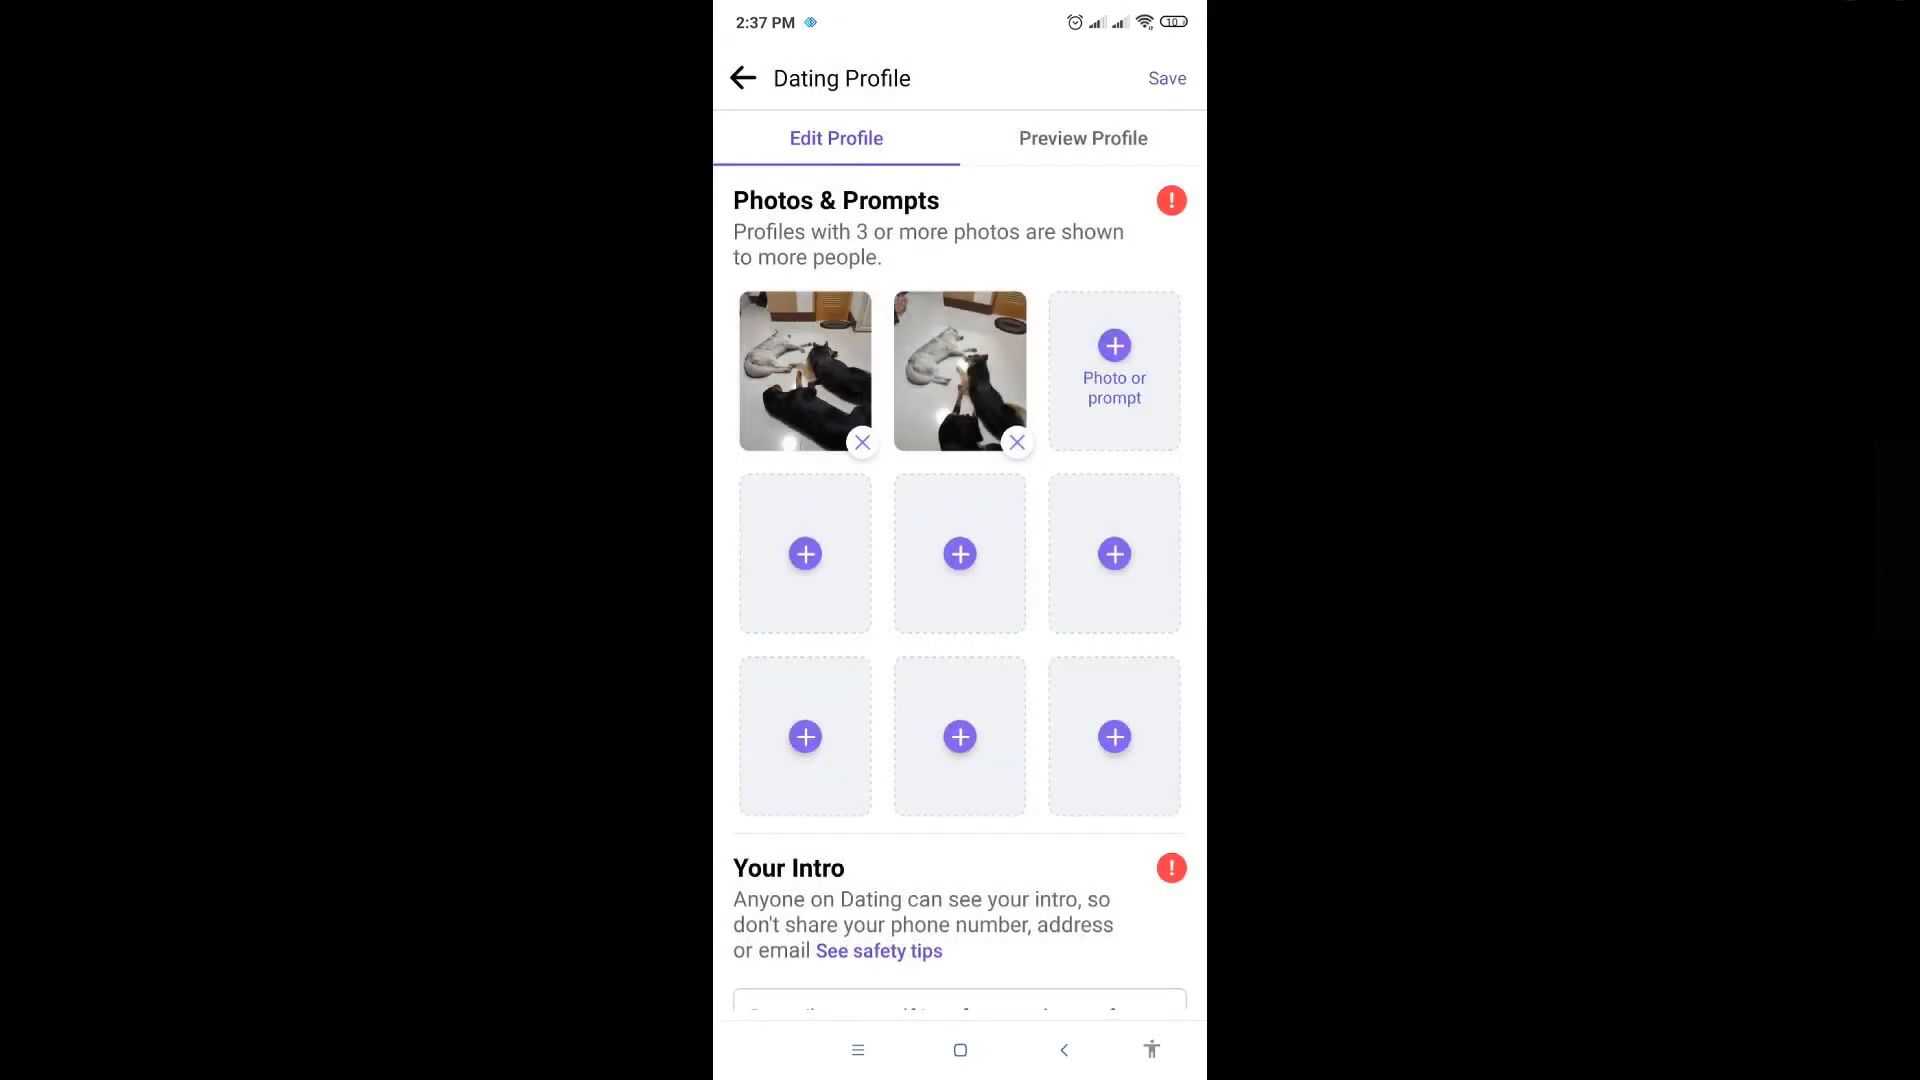 2:37 PM
10
Dating Profile
Save
Edit Profile
Preview Profile
Photos & Prompts
Profiles with 3 or more photos are shown
to more people.
Photo or
prompt
Your Intro
Anyone on Dating can see your intro, so
don't share your phone number, address
or email See safety tips